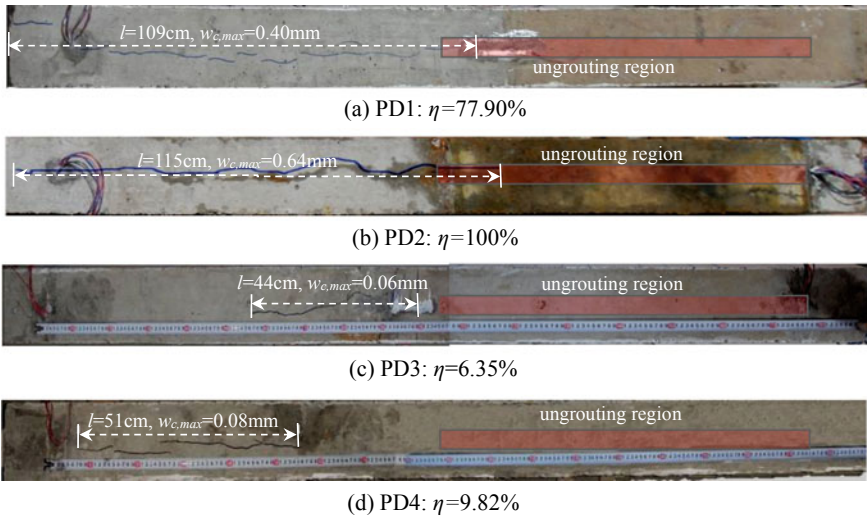 l=109cm, wc,max=0.40mm
ungrouting region
(a) PD1: η=77.90%
ungrouting region
l=115cm, wc,max=0.64mm
(b) PD2: η=100%
ungrouting region
l=44cm, wc,max=0.06mm
(c) PD3: η=6.35%
ungrouting region
l=51cm, wc,max=0.08mm
(d) PD4: η=9.82%